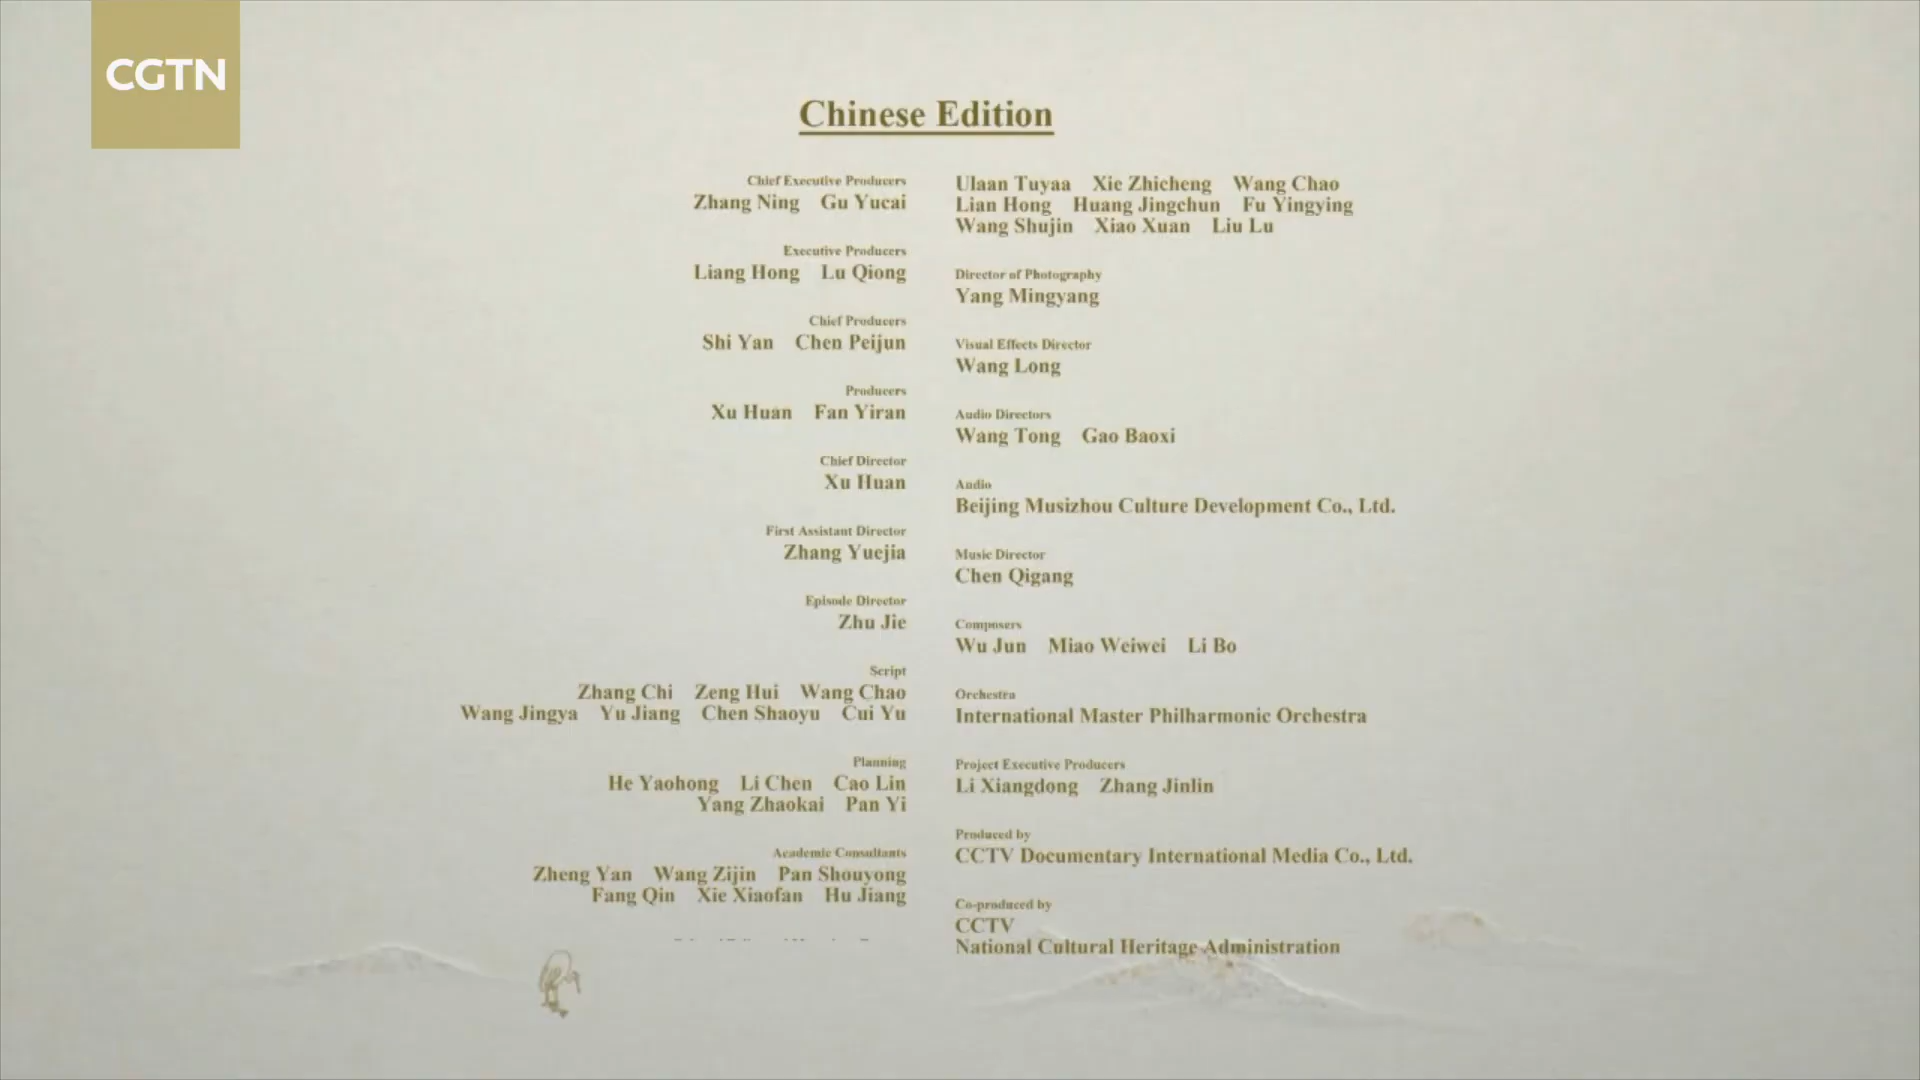 CGTN
Chinese Edition
Chief Executive Producers
Zhang Ning Gu Yucai
Executive Producers
Liang Hong Lu Qiong
Chief Producers
Shi Yan Chen Peijun
Producers
Xu Huan Fan Yiran
Chief Director
Xu Huan
First Assistant Director
Zhang Yuejia
Episode Director
Zhu Jie
Script
Zhang Chi Zeng Hui Wang Chao
Wang Jingya Yu Jiang Chen Shaoyu Cui Yu
Planning
He Yaohong Li Chen Cao Lin
Yang Zhaokai Pan Yi
Academic Consultants
Zheng Yan Wang Zijin Pan Shouyong
Fang Qin Xie Xiaofan Hu Jiang
Ulaan Tuyaa Xie Zhicheng Wang Chao
Lian Hong Huang Jingchun Fu Yingying
Wang Shujin Xiao Xuan Liu Lu
Director of Photography
Yang Mingyang
Visual Effects Director
Wang Long
Audio Directors
Wang Tong Gao Baoxi
Audio
Beijing Musizhou Culture Development Co., Ltd.
Music Director
Chen Qigang
Composers
Wu Jun Miao Weiwei Li Bo
Orchestra
International Master Philharmonic Orchestra
Project Executive Producers
Li Xiangdong Zhang Jinlin
Produced by
CCTV Documentary International Media Co., Ltd.
Co-produced by
CCTV
National Cultural Heritage Administration